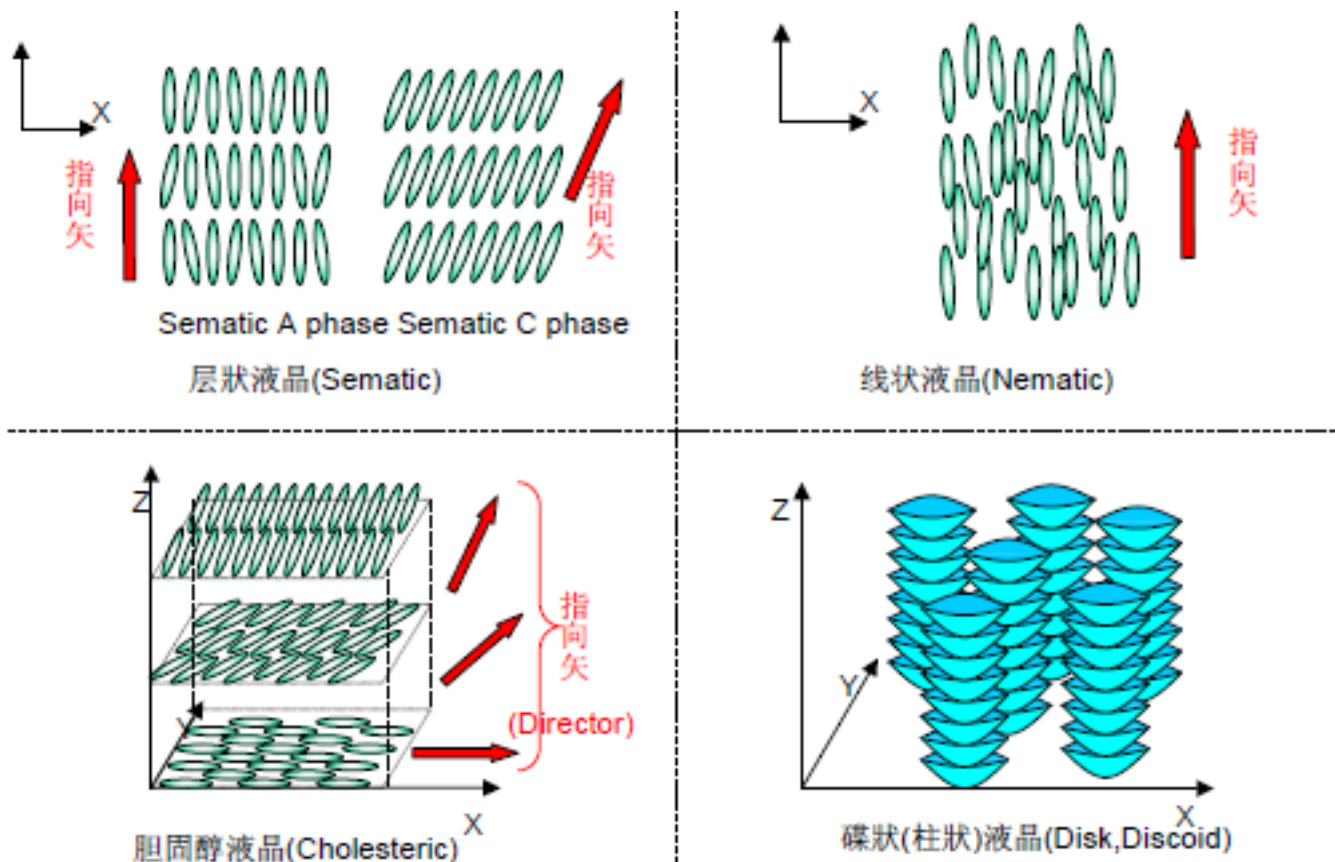 X
指向矢
指向矢
Sematic A phase Sematic C phase
层狀液晶(Sematic)
X
指向矢
线状液晶(Nematic)
Z
Y
X
指向矢
(Director)
胆固醇液晶(Cholesteric)
Z
Y
X
碟狀(柱狀)液晶(Disk,Discoid)